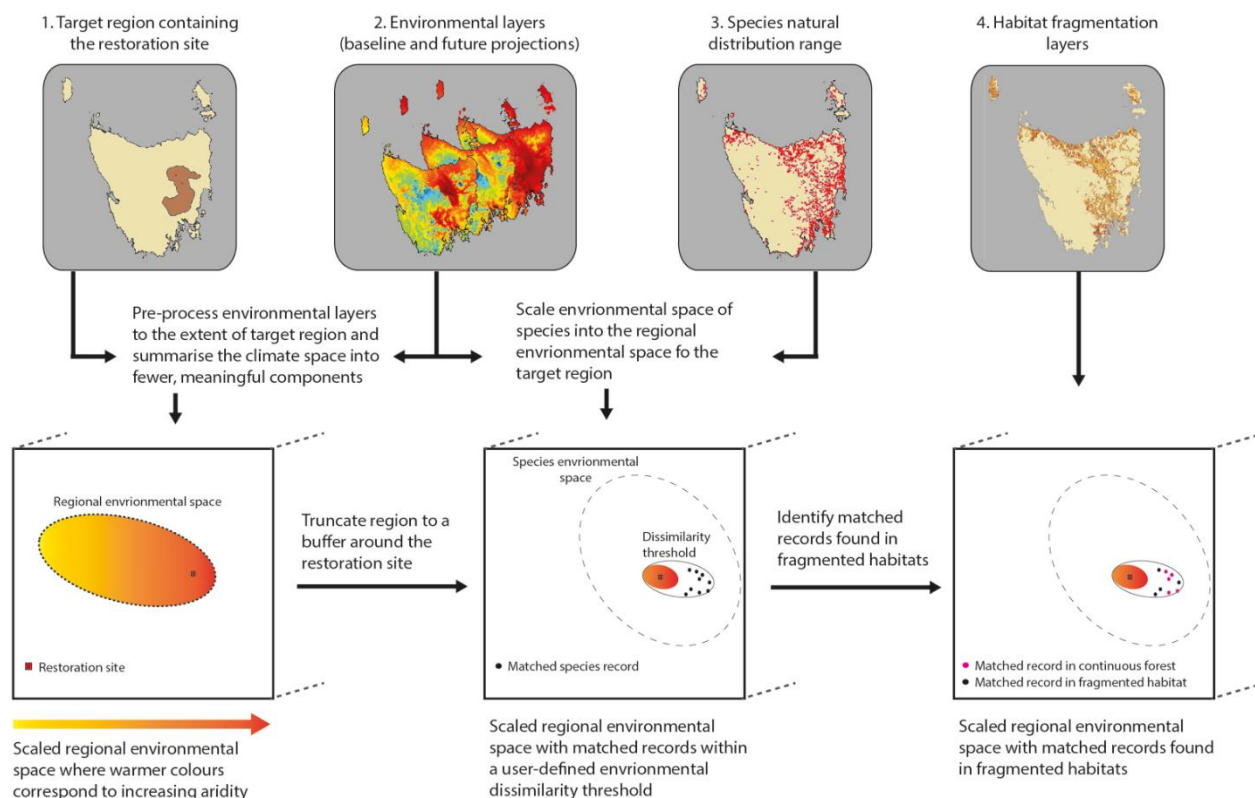 1. Target region containing
the restoration site
2. Environmental layers
(baseline and future projections)
3. Species natural
distribution range
4. Habitat fragmentation
layers
Pre-process environmental layers
to the extent of target region and
summarise the climate space into
fewer, meaningful components
Scale envrionmental space of
species into the regional
envrionmental space fo the
target region
Regional envrionmental space
Restoration site
Truncate region to a
buffer around the
restoration site
Species envrionmental
space
Dissimilarity
threshold
Matched species record
Identify matched
records found in
fragmented habitats
Matched record in continuous forest
Matched record in fragmented habitat
Scaled regional environmental
space where warmer colours
correspond to increasing aridity
Scaled regional environmental
space with matched records within
a user-defined envrionmental
dissimilarity threshold
Scaled regional environmental
space with matched records found
in fragmented habitats